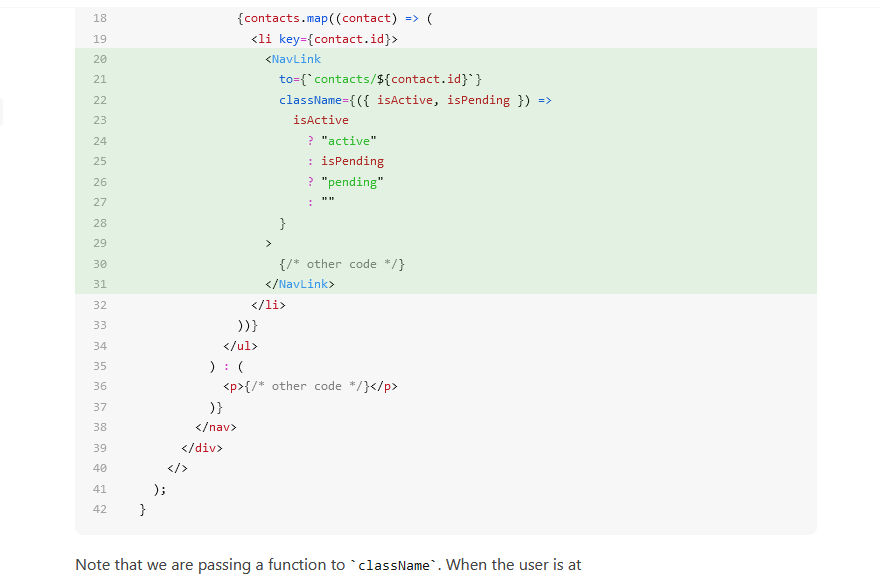 18 {contacts.map((contact) => (
19 <li key={contact.id}>
20 <NavLink
21 to={`contacts/${contact.id}`}
22 className={({ isActive, isPending }) =>
23 isActive
24 ? "active"
25 : isPending
26 ? "pending"
27 : ""
28 }
29 >
30 {/* other code */}
31 </NavLink>
32 </li>
33 ))}
34 </ul>
35 ) : (
36 <p>{/* other code */}</p>
37 )}
38 </nav>
39 </div>
40 </>
41 );
42 }
Note that we are passing a function to `className`. When the user is at